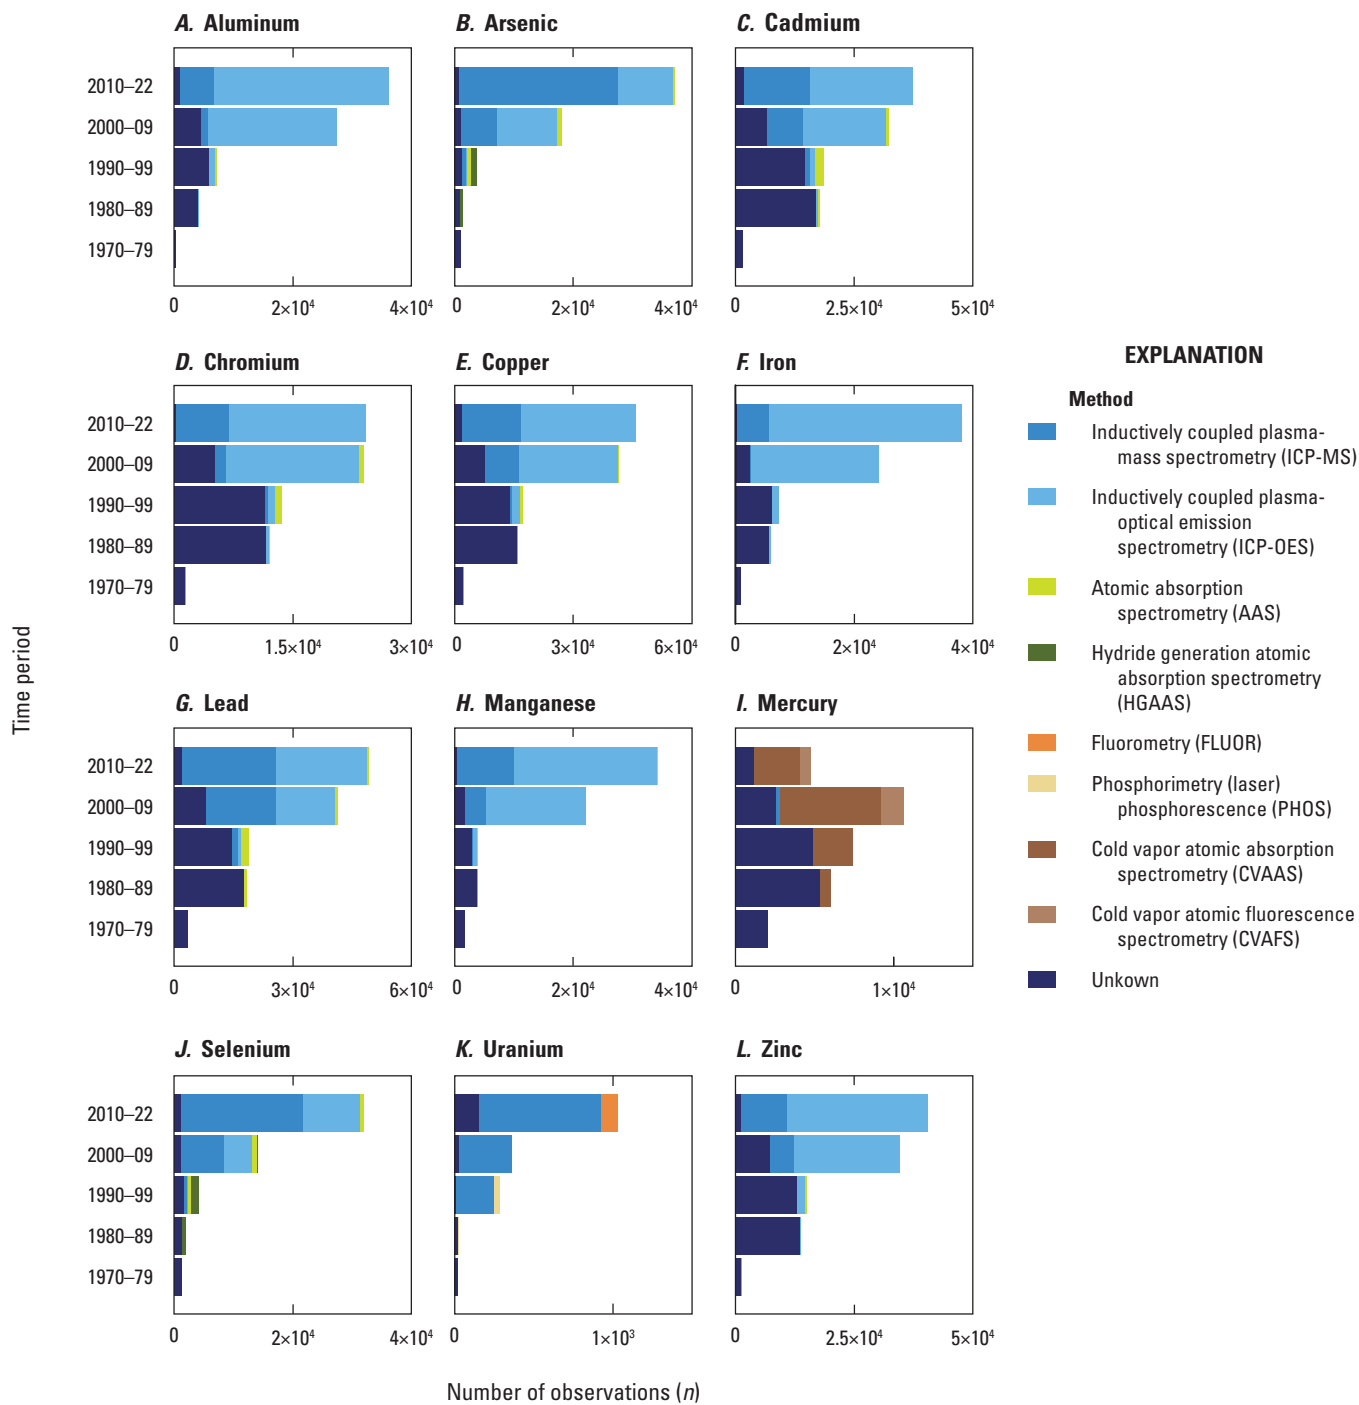 A. Aluminum
B. Arsenic
C. Cadmium
2010–22
2000–09
1990–99
1980–89
1970–79
0
2×10⁴
4×10⁴
0
2×10⁴
4×10⁴
0
2.5×10⁴
5×10⁴
D. Chromium
E. Copper
F. Iron
2010–22
2000–09
1990–99
1980–89
1970–79
0
1.5×10⁴
3×10⁴
0
3×10⁴
6×10⁴
0
2×10⁴
4×10⁴
G. Lead
H. Manganese
I. Mercury
2010–22
2000–09
1990–99
1980–89
1970–79
0
3×10⁴
6×10⁴
0
2×10⁴
4×10⁴
0
1×10⁴
J. Selenium
K. Uranium
L. Zinc
2010–22
2000–09
1990–99
1980–89
1970–79
0
2×10⁴
4×10⁴
0
1×10³
0
2.5×10⁴
5×10⁴
Time period
Number of observations (n)
EXPLANATION
Method
Inductively coupled plasma-
mass spectrometry (ICP-MS)
Inductively coupled plasma-
optical emission
spectrometry (ICP-OES)
Atomic absorption
spectrometry (AAS)
Hydride generation atomic
absorption spectrometry
(HGAAS)
Fluorometry (FLUOR)
Phosphorimetry (laser)
phosphorescence (PHOS)
Cold vapor atomic absorption
spectrometry (CVAAS)
Cold vapor atomic fluorescence
spectrometry (CVAFS)
Unkown